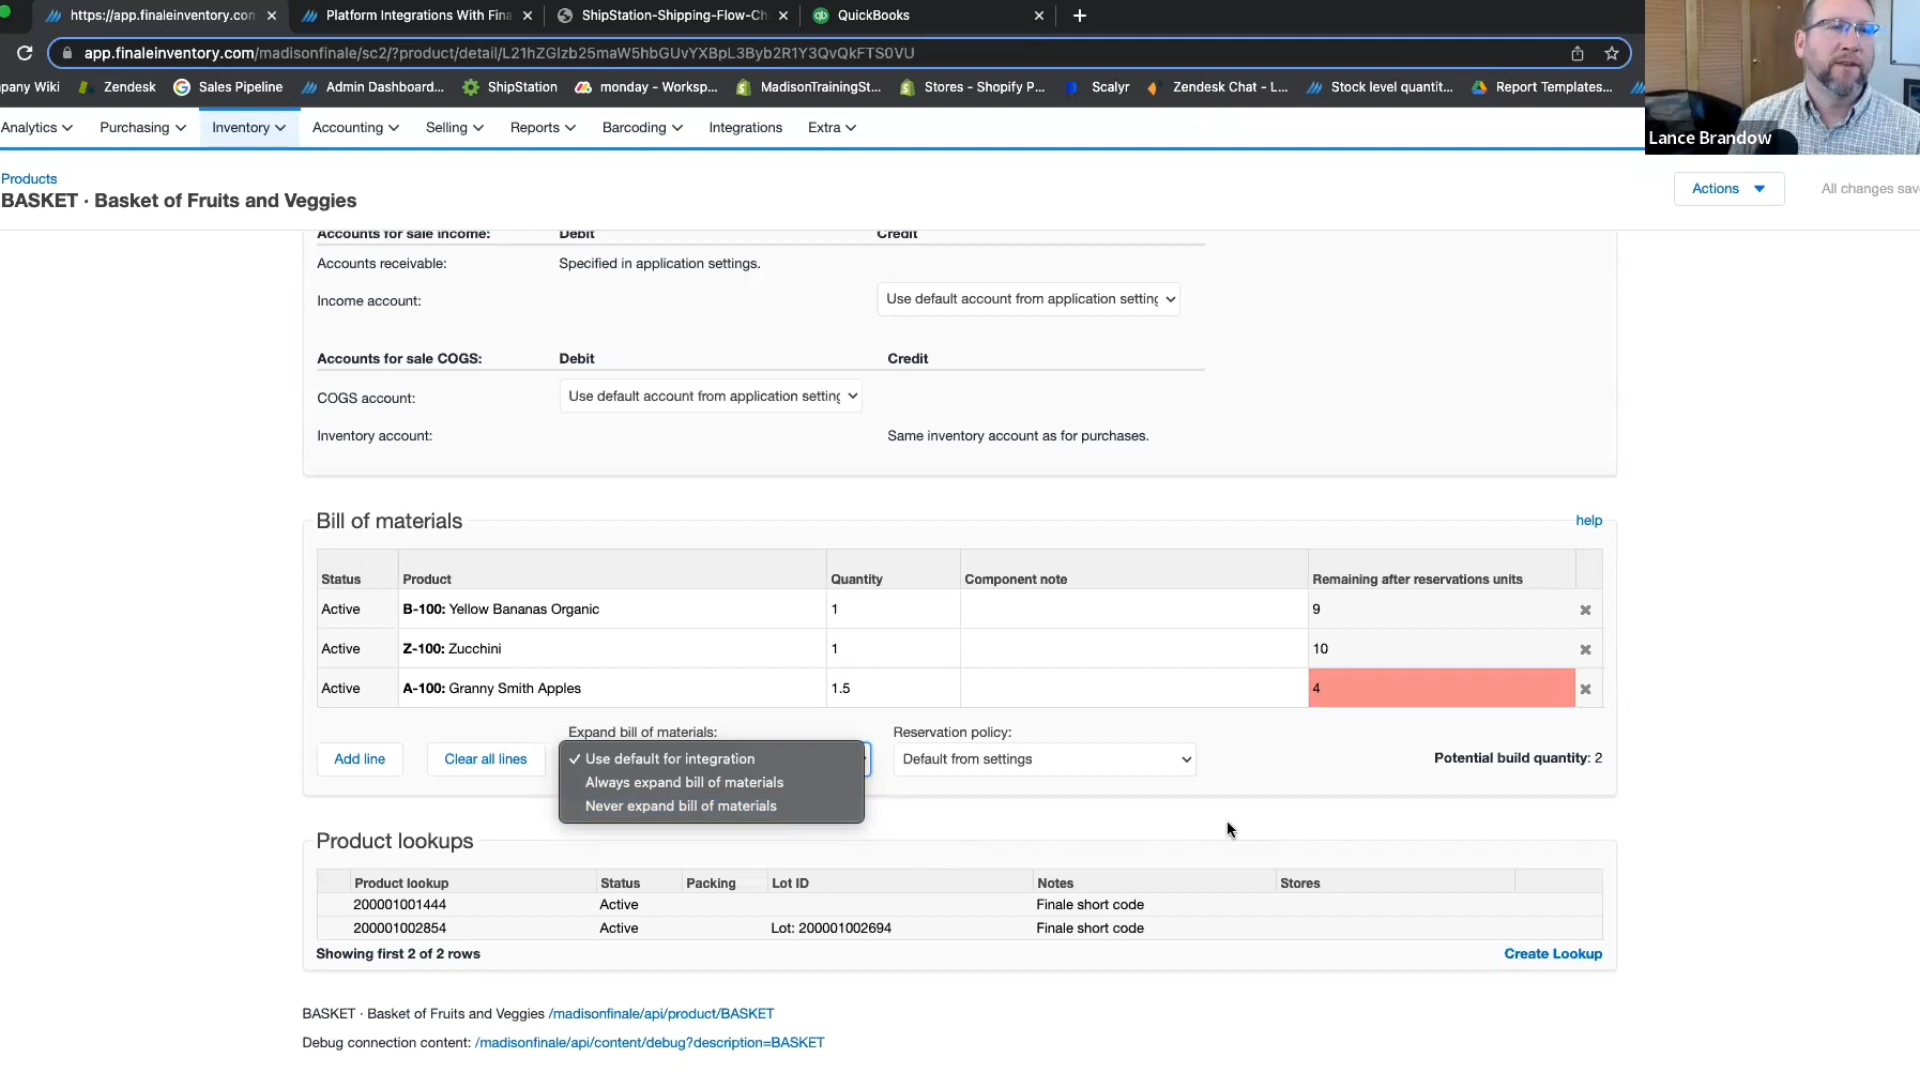 https://app.finaleinventory.con
Platform Integrations With Fina
ShipStation-Shipping-Flow-Ch
QuickBooks
app.finaleinventory.com/madisonfinale/sc2/?product/detail/L21hZGlzb25maW5hbGUvYXBpL3Byb2R1Y3QvQkFTS0VU
pany Wiki
Zendesk
Sales Pipeline
Admin Dashboard...
ShipStation
monday - Worksp...
MadisonTrainingSt...
Stores - Shopify P...
Scalyr
Zendesk Chat - L...
Stock level quantit...
Report Templates...
Lance Brandow
Analytics
Purchasing
Inventory
Accounting
Selling
Reports
Barcoding
Integrations
Extra
Products
BASKET · Basket of Fruits and Veggies
Actions
All changes sav
Accounts for sale income:
Debit
Credit
Accounts receivable:
Specified in application settings.
Income account:
Use default account from application setting
Accounts for sale COGS:
Debit
Credit
COGS account:
Use default account from application setting
Inventory account:
Same inventory account as for purchases.
Bill of materials
help
Status
Product
Quantity
Component note
Remaining after reservations units
Active
B-100: Yellow Bananas Organic
1
9
Active
Z-100: Zucchini
1
10
Active
A-100: Granny Smith Apples
1.5
4
Expand bill of materials:
Reservation policy:
Add line
Clear all lines
Use default for integration
Always expand bill of materials
Never expand bill of materials
Default from settings
Potential build quantity: 2
Product lookups
Product lookup
Status
Packing
Lot ID
Notes
Stores
200001001444
Active
Finale short code
200001002854
Active
Lot: 200001002694
Finale short code
Showing first 2 of 2 rows
Create Lookup
BASKET · Basket of Fruits and Veggies /madisonfinale/api/product/BASKET
Debug connection content: /madisonfinale/api/content/debug?description=BASKET